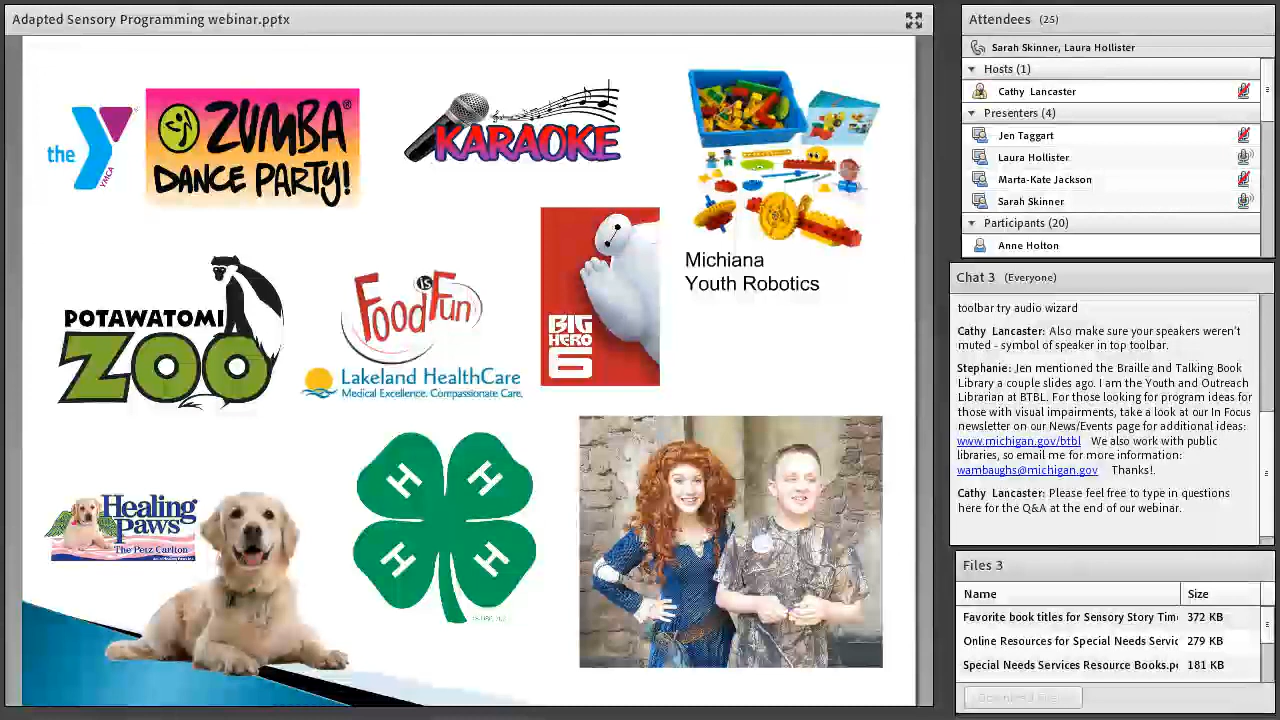 Adapted Sensory Programming webinar.pptx
the
YMCA
ZUMBA®
DANCE PARTY!
KARAOKE
Michiana
Youth Robotics
POTAWATOMI
ZOO
Food is Fun
Lakeland HealthCare
Medical Excellence. Compassionate Care.
BIG
HERO
6
Healing
Paws
The Petz Carlton
H H
H H
Attendees (25)
Sarah Skinner, Laura Hollister
Hosts (1)
Cathy Lancaster
Presenters (4)
Jen Taggart
Laura Hollister
Marta-Kate Jackson
Sarah Skinner
Participants (20)
Anne Holton
Chat 3 (Everyone)
toolbar try audio wizard
Cathy Lancaster: Also make sure your speakers weren't
muted - symbol of speaker in top toolbar.
Stephanie: Jen mentioned the Braille and Talking Book
Library a couple slides ago. I am the Youth and Outreach
Librarian at BTBL. For those looking for program ideas for
those with visual impairments, take a look at our In Focus
newsletter on our News/Events page for additional ideas:
www.michigan.gov/btbl We also work with public
libraries, so email me for more information:
wambaughs@michigan.gov Thanks!.
Cathy Lancaster: Please feel free to type in questions
here for the Q&A at the end of our webinar.
Files 3
Name Size
Favorite book titles for Sensory Story Tim 372 KB
Online Resources for Special Needs Servic 279 KB
Special Needs Services Resource Books.p 181 KB